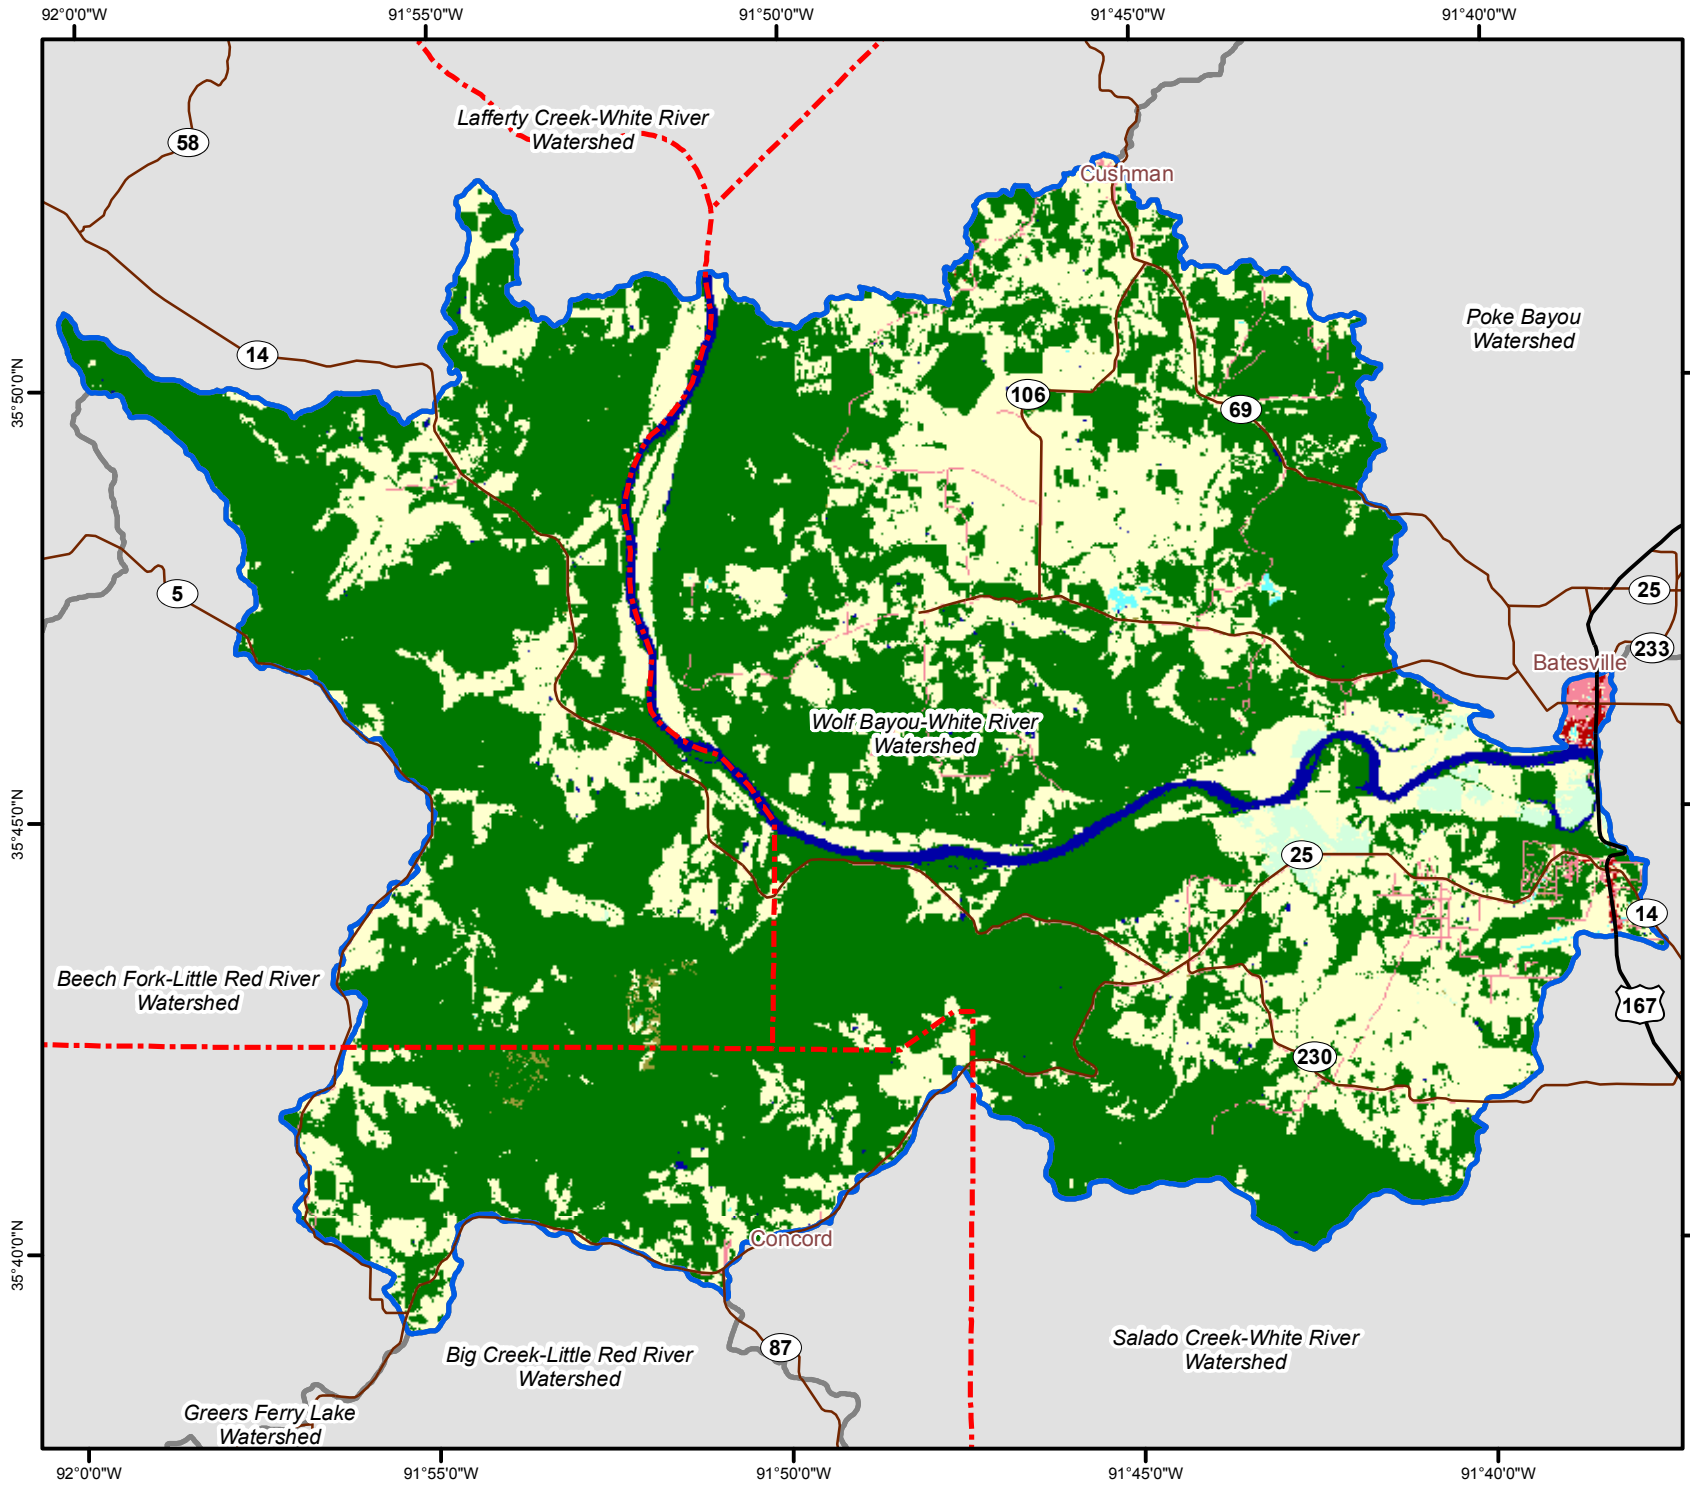 92°0'0"W
91°55'0"W
91°50'0"W
91°45'0"W
91°40'0"W
Lafferty Creek-White River
Watershed
58
Cushman
Poke Bayou
Watershed
14
35°50'0"N
106
69
5
25
233
Batesville
Wolf Bayou-White River
Watershed
35°45'0"N
25
14
Beech Fork-Little Red River
Watershed
167
230
35°40'0"N
Concord
Salado Creek-White River
Watershed
Big Creek-Little Red River
Watershed
87
Greers Ferry Lake
Watershed
92°0'0"W
91°55'0"W
91°50'0"W
91°45'0"W
91°40'0"W